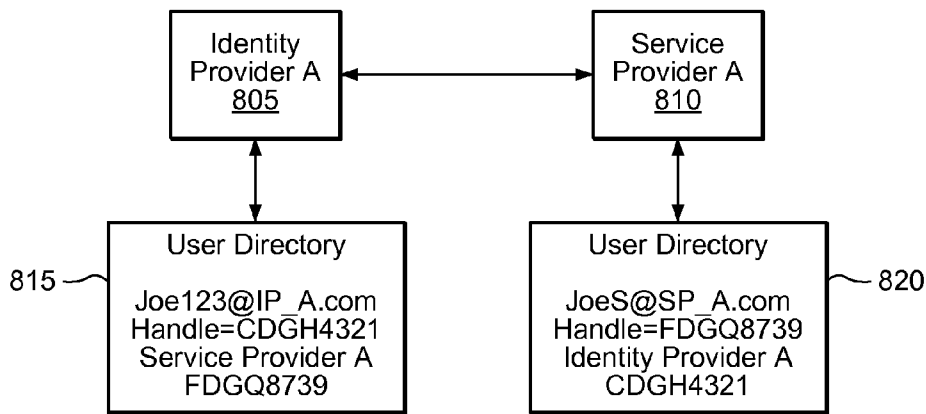 Identity
Provider A
805
Service
Provider A
810
815
User Directory
Joe123@IP_A.com
Handle=CDGH4321
Service Provider A
FDGQ8739
User Directory
JoeS@SP_A.com
Handle=FDGQ8739
Identity Provider A
CDGH4321
820